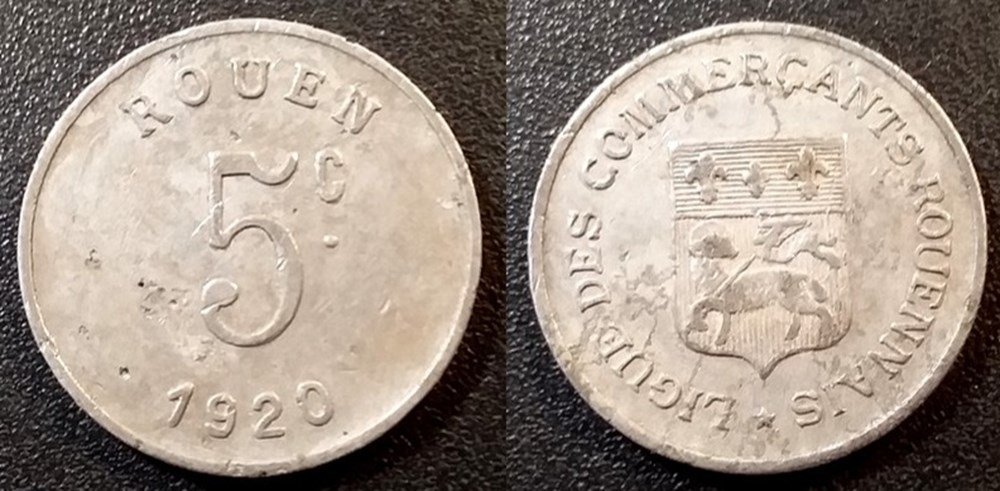 ROUEN
5 C.
1920
LIGUE DES COMMERÇANTS ROUENNAIS